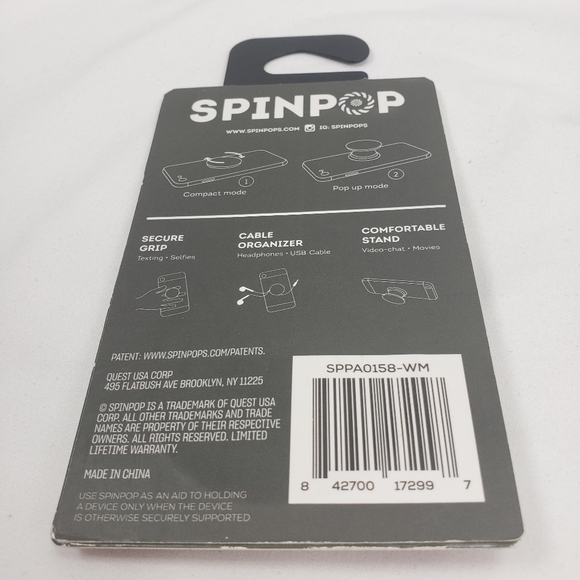 SPINPOP
WWW.SPINPOPS.COM IG: SPINPOPS
Compact mode 1
Pop up mode 2
SECURE
GRIP
Texting • Selfies
CABLE
ORGANIZER
Headphones • USB Cable
COMFORTABLE
STAND
Video-chat • Movies
PATENT: WWW.SPINPOPS.COM/PATENTS.
QUEST USA CORP
495 FLATBUSH AVE BROOKLYN, NY 11225
© SPINPOP IS A TRADEMARK OF QUEST USA
CORP. ALL OTHER TRADEMARKS AND TRADE
NAMES ARE PROPERTY OF THEIR RESPECTIVE
OWNERS. ALL RIGHTS RESERVED. LIMITED
LIFETIME WARRANTY.
MADE IN CHINA
USE SPINPOP AS AN AID TO HOLDING
A DEVICE ONLY WHEN THE DEVICE
IS OTHERWISE SECURELY SUPPORTED
SPPA0158-WM
8 42700 17299 7